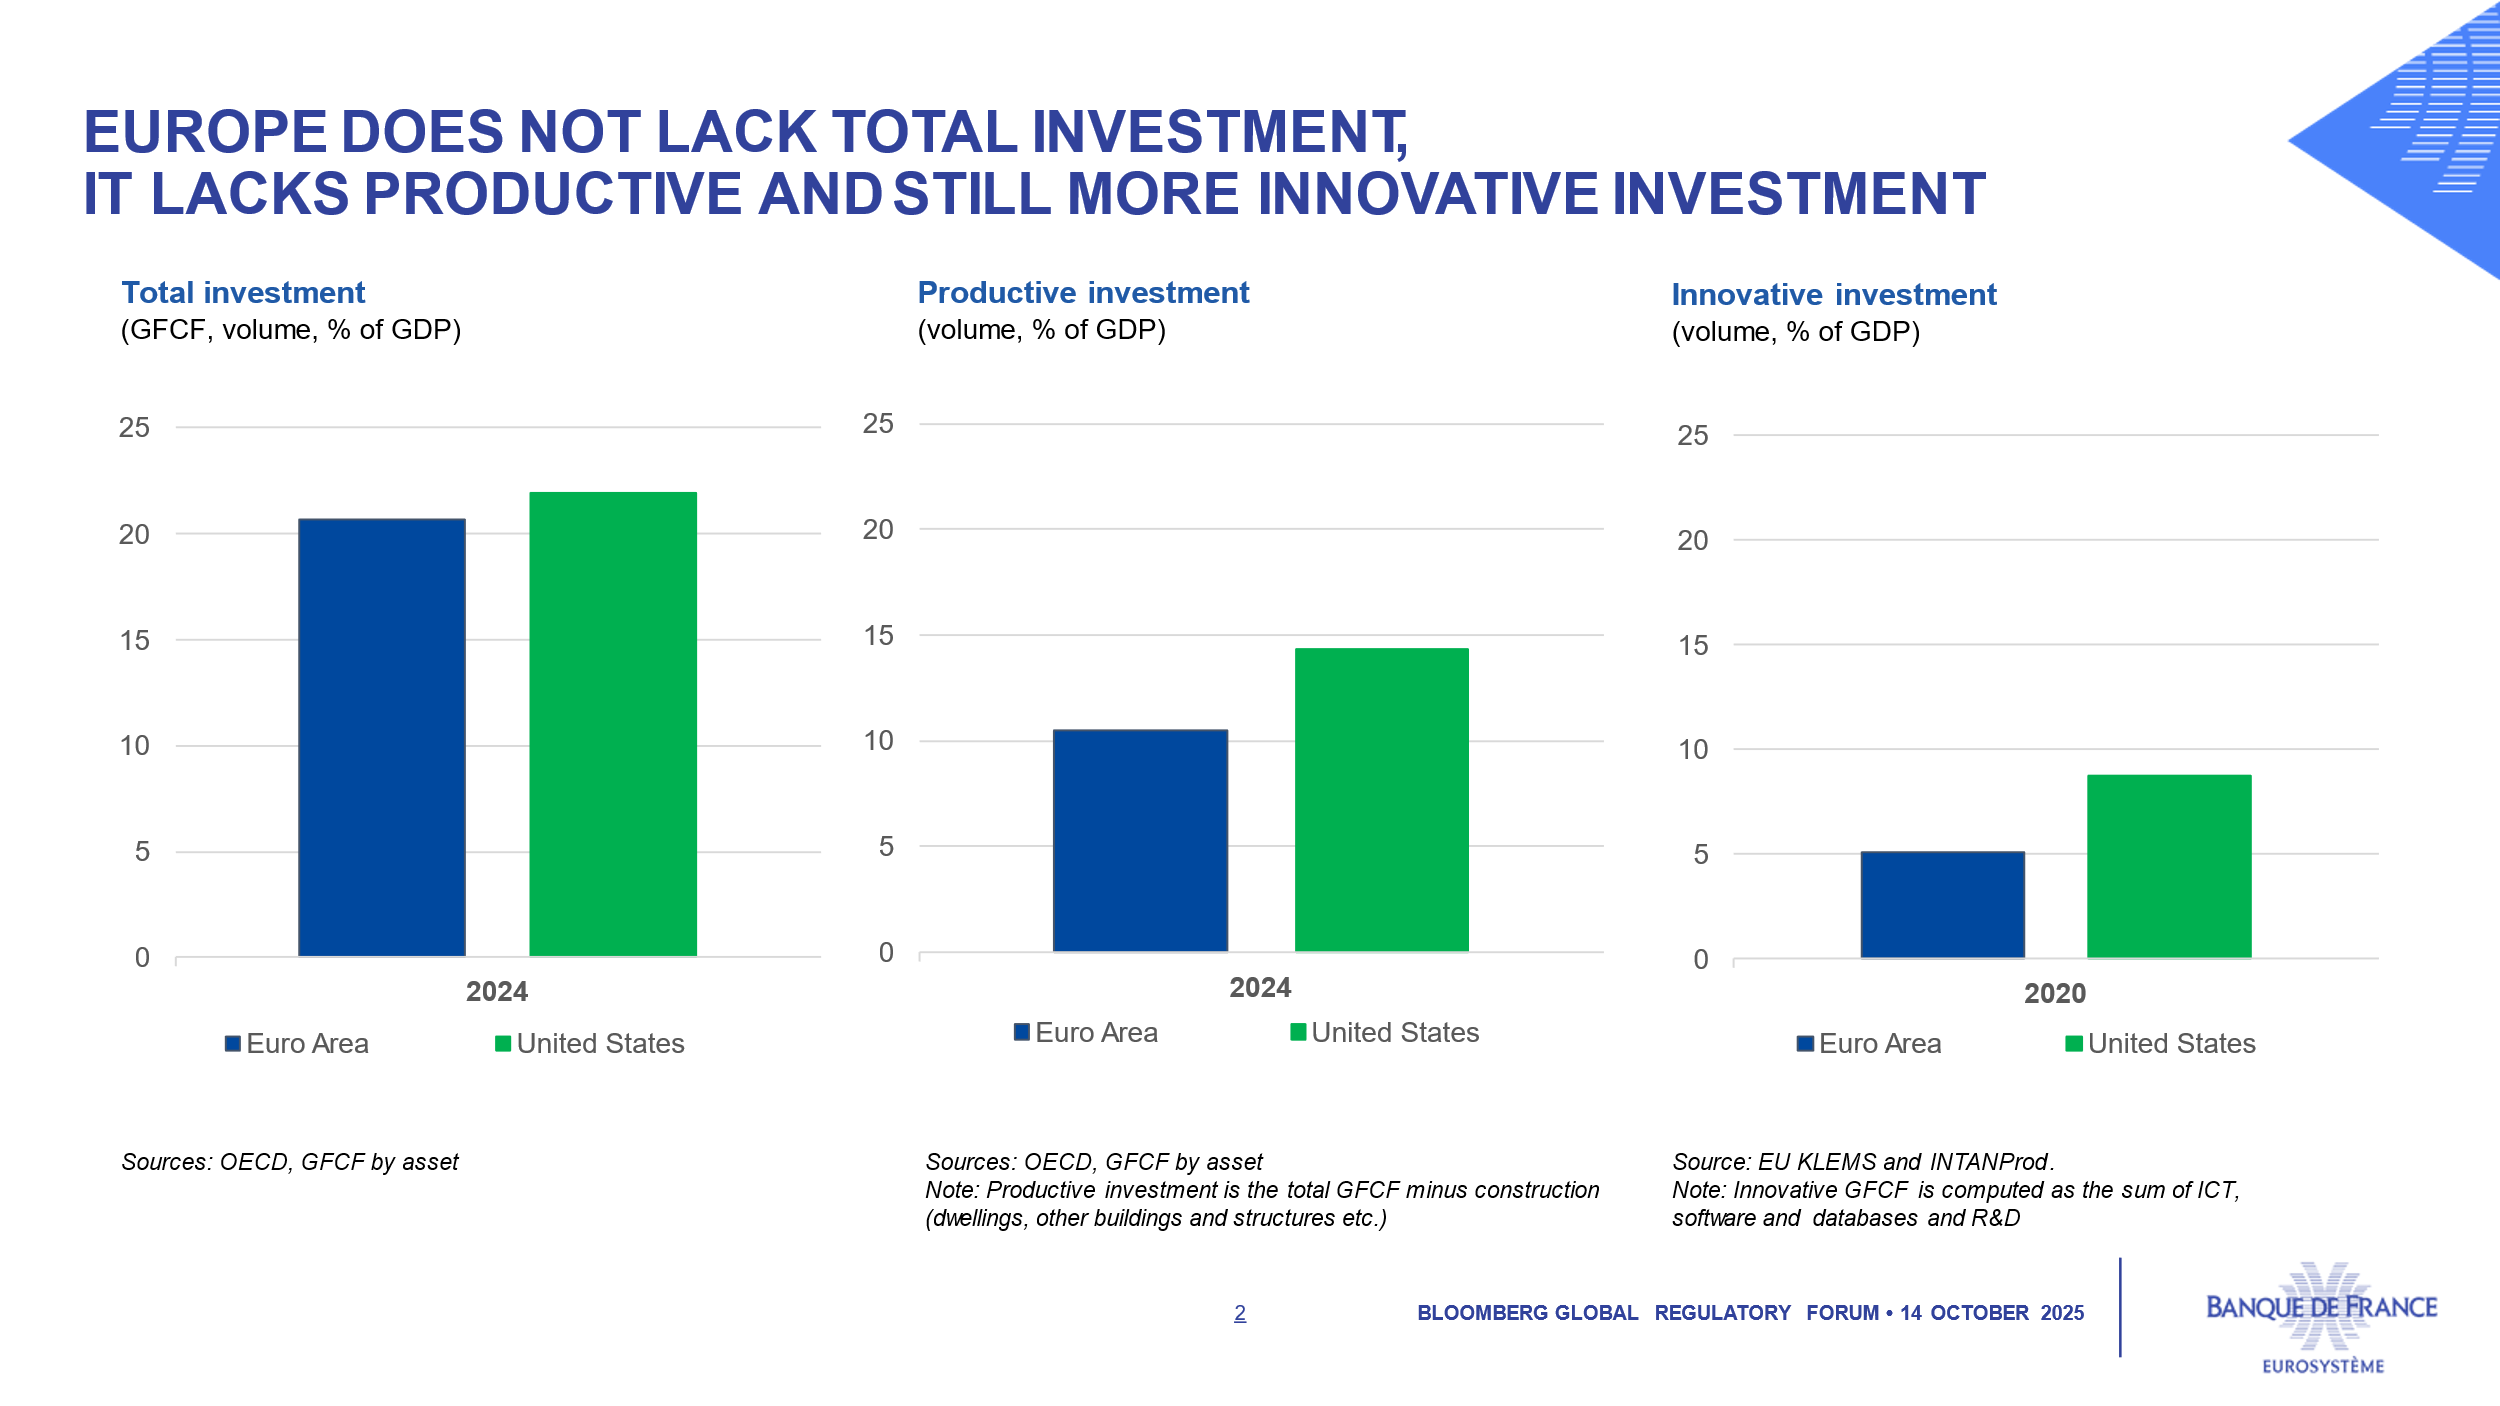 EUROPE DOES NOT LACK TOTAL INVESTMENT,
IT LACKS PRODUCTIVE AND STILL MORE INNOVATIVE INVESTMENT
Total investment
(GFCF, volume, % of GDP)
25
20
15
10
5
0
2024
Euro Area
United States
Sources: OECD, GFCF by asset
Productive investment
(volume, % of GDP)
25
20
15
10
5
0
2024
Euro Area
United States
Sources: OECD, GFCF by asset
Note: Productive investment is the total GFCF minus construction
(dwellings, other buildings and structures etc.)
Innovative investment
(volume, % of GDP)
25
20
15
10
5
0
2020
Euro Area
United States
Source: EU KLEMS and INTANProd.
Note: Innovative GFCF is computed as the sum of ICT,
software and databases and R&D
2
BLOOMBERG GLOBAL REGULATORY FORUM • 14 OCTOBER 2025
BANQUE DE FRANCE
EUROSYSTÈME